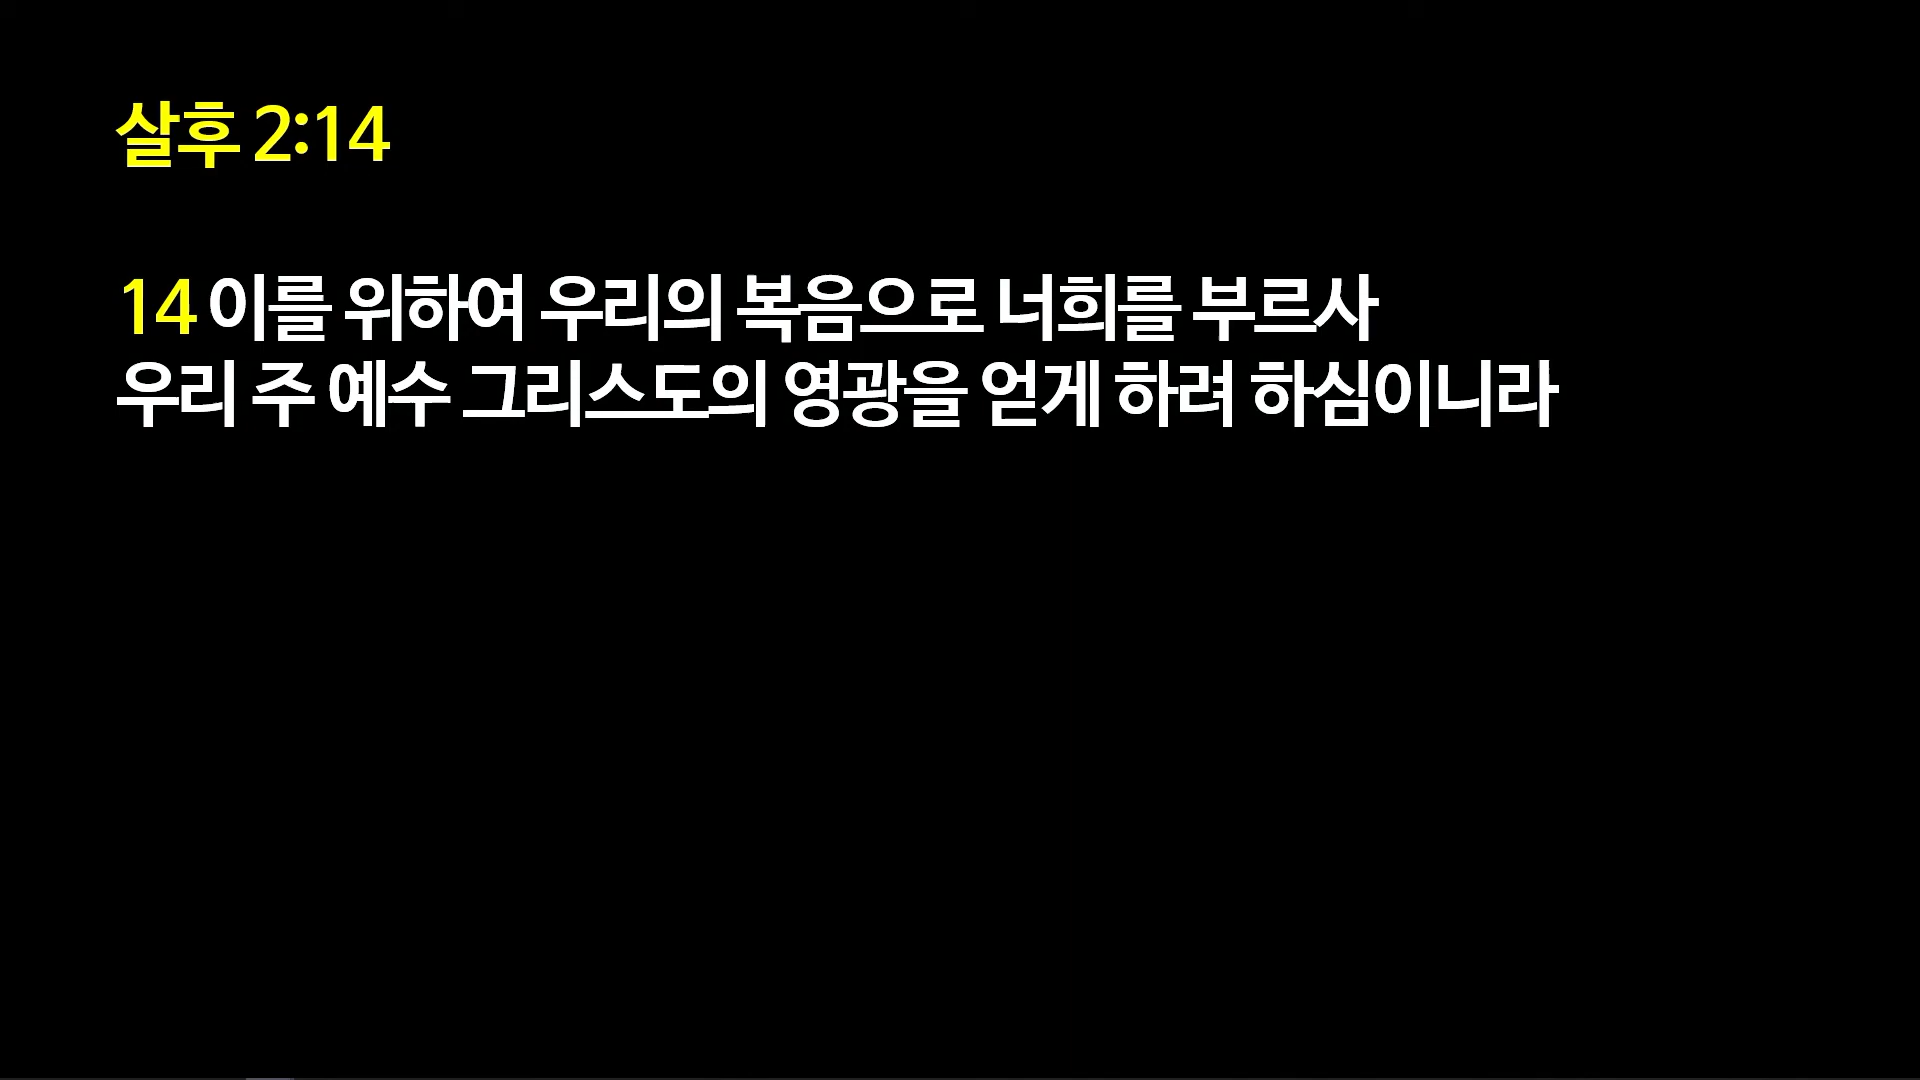 살후 2:14
14 이를 위하여 우리의 복음으로 너희를 부르사
우리 주 예수 그리스도의 영광을 얻게 하려 하심이니라